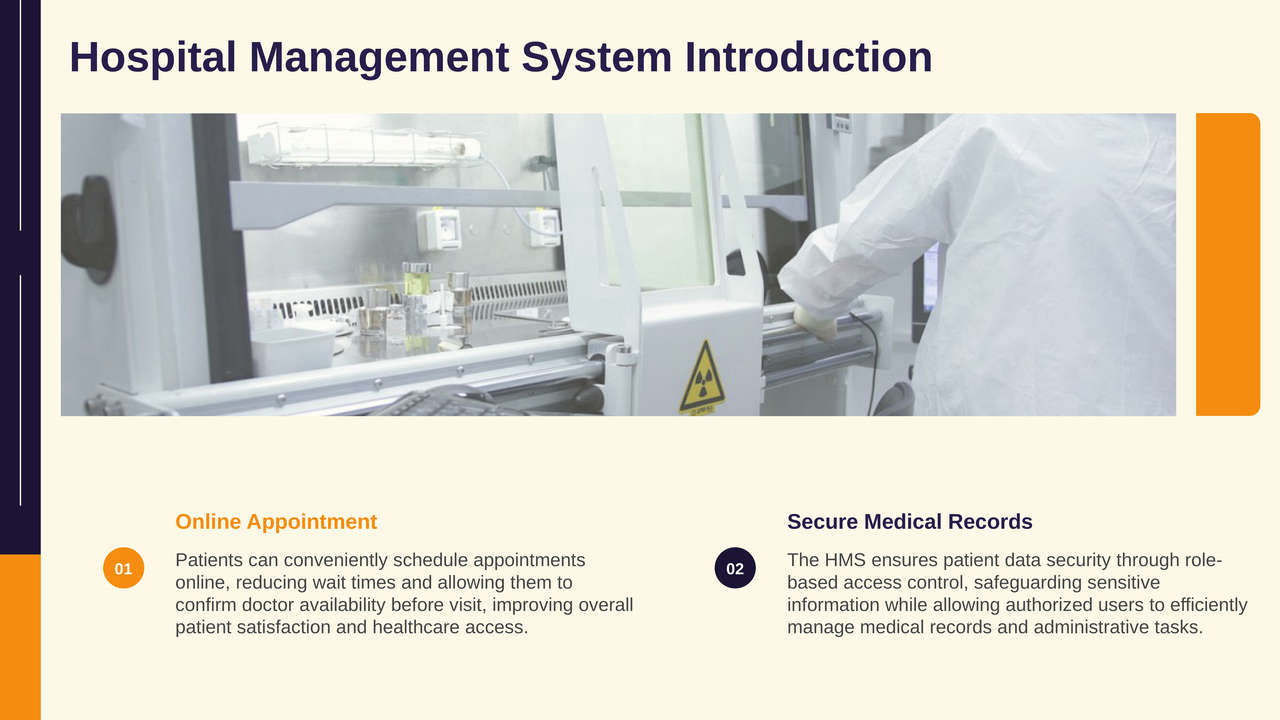 Hospital Management System Introduction
Online Appointment
01
Patients can conveniently schedule appointments
online, reducing wait times and allowing them to
confirm doctor availability before visit, improving overall
patient satisfaction and healthcare access.
Secure Medical Records
02
The HMS ensures patient data security through role-
based access control, safeguarding sensitive
information while allowing authorized users to efficiently
manage medical records and administrative tasks.